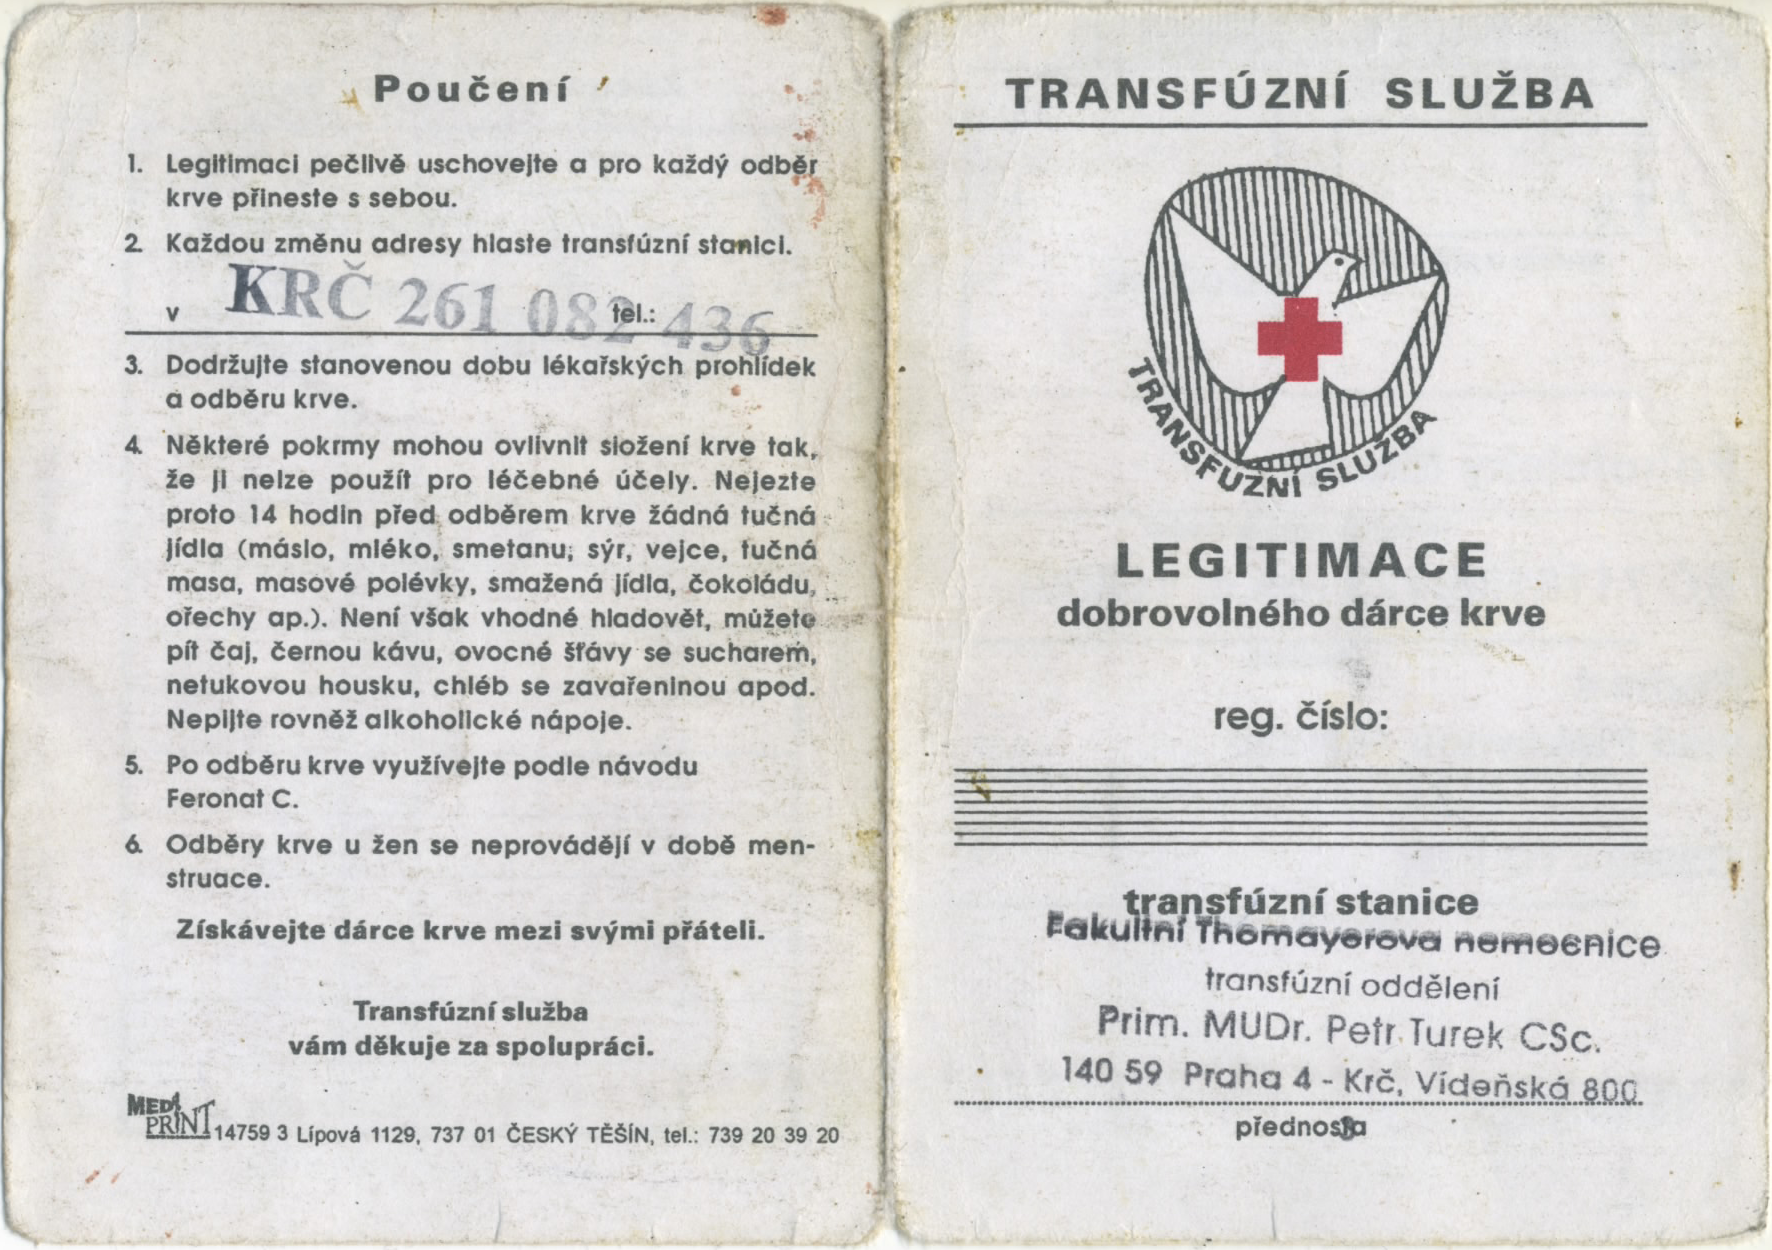 Poučení
1. Legitimaci pečlivě uschovejte a pro každý odběr
krve přineste s sebou.
2. Každou změnu adresy hlaste transfúzní stanici.
v KRČ 261 082 436 tel.:
3. Dodržujte stanovenou dobu lékařských prohlídek
a odběru krve.
4. Některé pokrmy mohou ovlivnit složení krve tak,
že ji nelze použít pro léčebné účely. Nejezte
proto 14 hodin před odběrem krve žádná tučná
jídla (máslo, mléko, smetanu, sýr, vejce, tučná
masa, masové polévky, smažená jídla, čokoládu,
ořechy ap.). Není však vhodné hladovět, můžete
pít čaj, černou kávu, ovocné šťávy se sucharem,
netukovou housku, chléb se zavařeninou apod.
Nepijte rovněž alkoholické nápoje.
5. Po odběru krve využívejte podle návodu
Feronat C.
6. Odběry krve u žen se neprovádějí v době men-
struace.
Získávejte dárce krve mezi svými přáteli.
Transfúzní služba
vám děkuje za spolupráci.
MEDI
PRINT 14759 3 Lípová 1129, 737 01 ČESKÝ TĚŠÍN, tel.: 739 20 39 20
TRANSFÚZNÍ SLUŽBA
TRANSFUZNÍ SLUŽBA
LEGITIMACE
dobrovolného dárce krve
reg. číslo:
transfúzní stanice
Fakultní Thomayerova nemocnice
transfúzní oddělení
Prim. MUDr. Petr Turek CSc.
140 59 Praha 4 - Krč, Vídeňská 800
přednosta